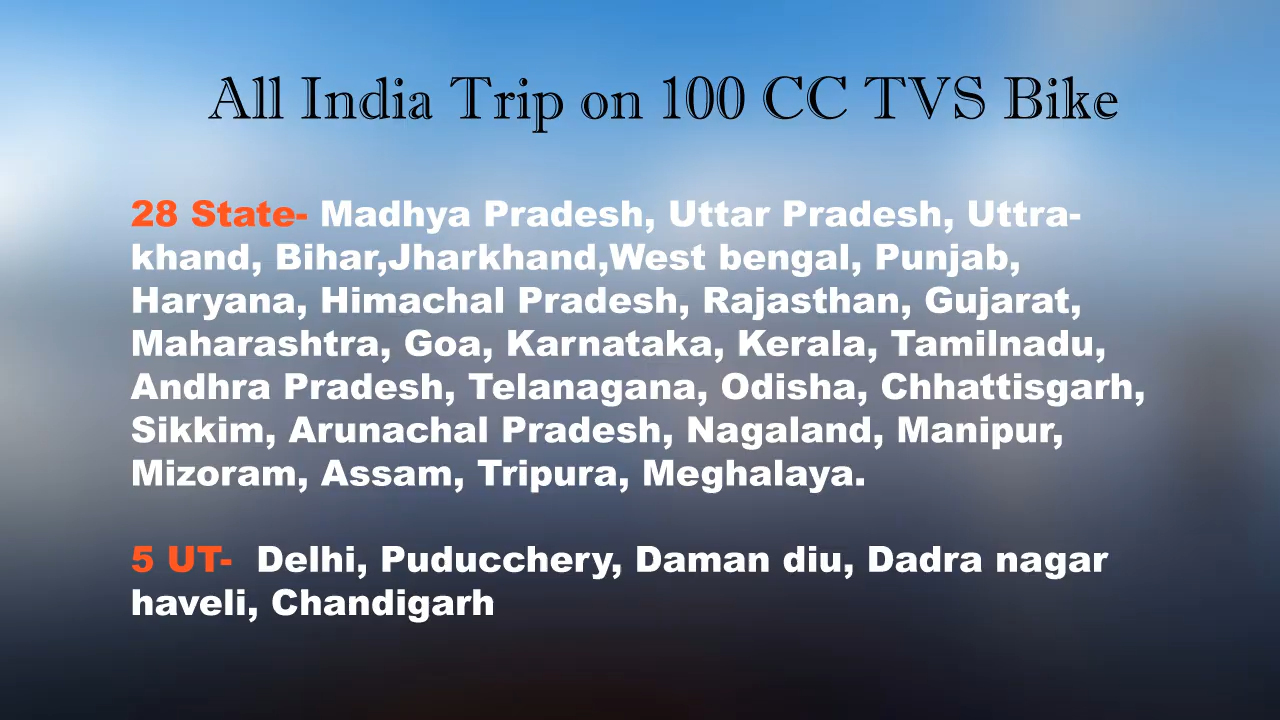 All India Trip on 100 CC TVS Bike
28 State- Madhya Pradesh, Uttar Pradesh, Uttra-
khand, Bihar,Jharkhand,West bengal, Punjab,
Haryana, Himachal Pradesh, Rajasthan, Gujarat,
Maharashtra, Goa, Karnataka, Kerala, Tamilnadu,
Andhra Pradesh, Telanagana, Odisha, Chhattisgarh,
Sikkim, Arunachal Pradesh, Nagaland, Manipur,
Mizoram, Assam, Tripura, Meghalaya.
5 UT- Delhi, Puducchery, Daman diu, Dadra nagar
haveli, Chandigarh